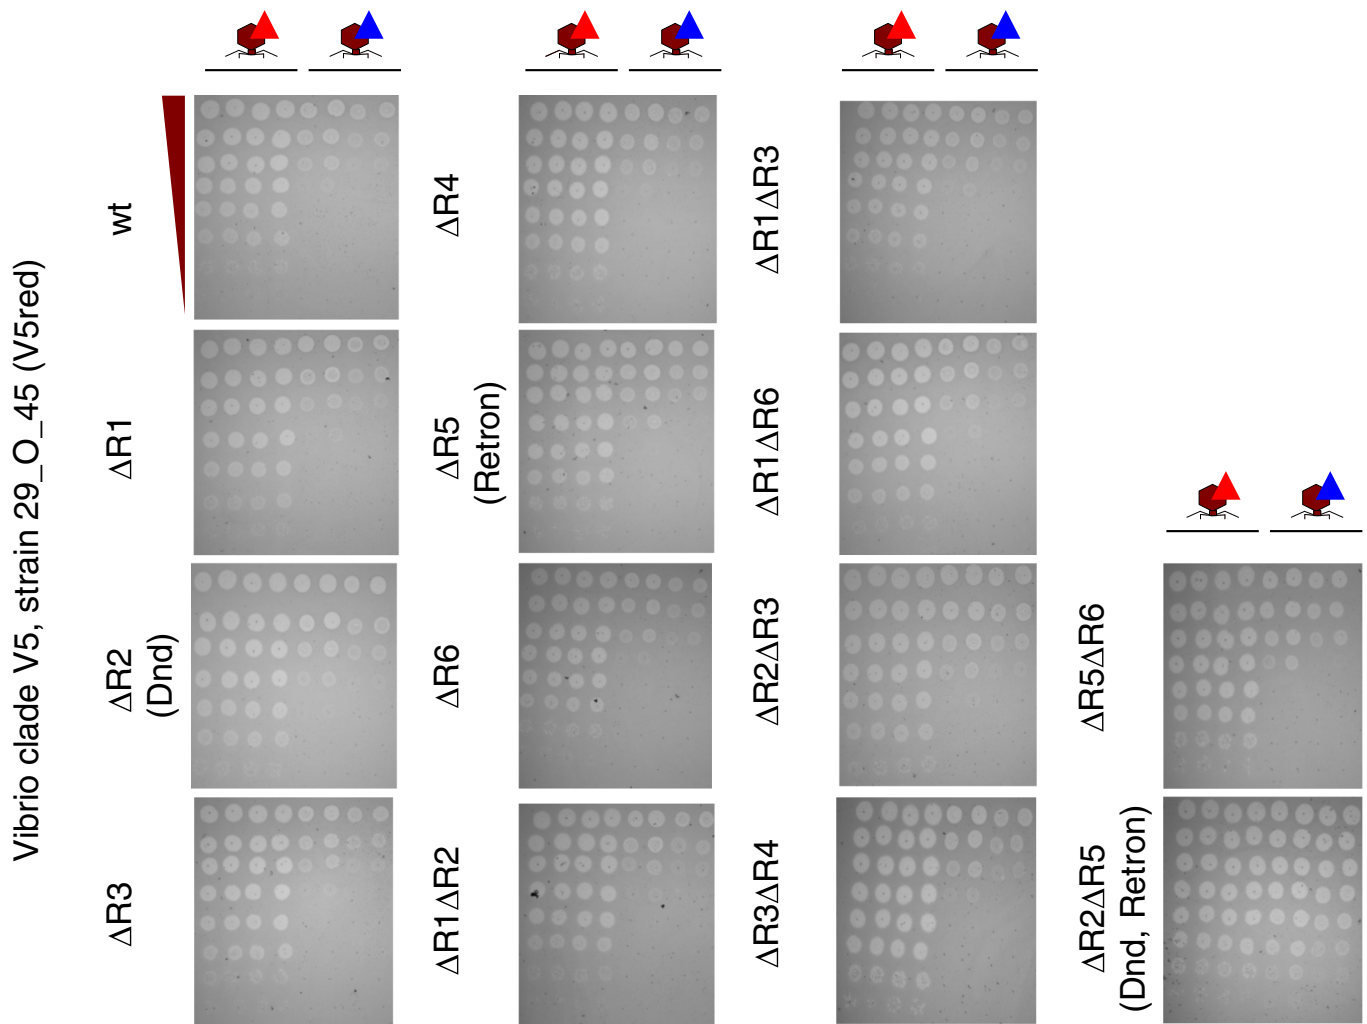 Vibrio clade V5, strain 29_O_45 (V5red)
wt
ΔR1
ΔR2
(Dnd)
ΔR3
ΔR4
ΔR5
(Retron)
ΔR6
ΔR1ΔR2
ΔR1ΔR3
ΔR1ΔR6
ΔR2ΔR3
ΔR3ΔR4
ΔR5ΔR6
ΔR2ΔR5
(Dnd, Retron)